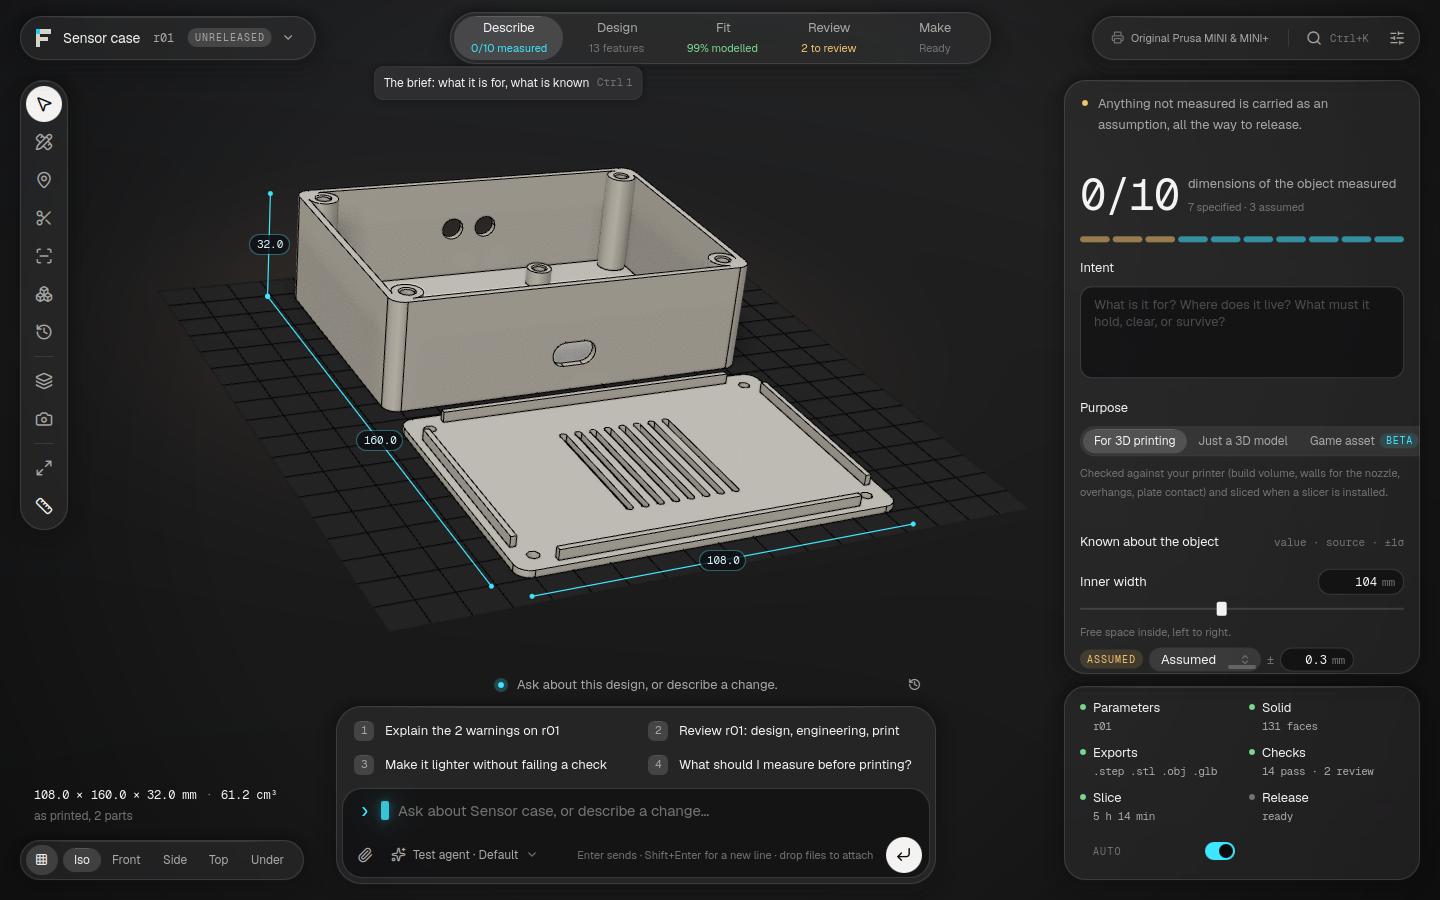 Sensor case r01 UNRELEASED
Describe
0/10 measured
Design
13 features
Fit
99% modelled
Review
2 to review
Make
Ready
Original Prusa MINI & MINI+
Ctrl+K
The brief: what it is for, what is known Ctrl 1
32.0
160.0
108.0
Anything not measured is carried as an
assumption, all the way to release.
0/10
dimensions of the object measured
7 specified · 3 assumed
Intent
What is it for? Where does it live? What must it
hold, clear, or survive?
Purpose
For 3D printing
Just a 3D model
Game asset BETA
Checked against your printer (build volume, walls for the nozzle,
overhangs, plate contact) and sliced when a slicer is installed.
Known about the object
value · source · ±1σ
Inner width
104 mm
Free space inside, left to right.
ASSUMED
Assumed
± 0.3 mm
Ask about this design, or describe a change.
1 Explain the 2 warnings on r01
2 Review r01: design, engineering, print
3 Make it lighter without failing a check
4 What should I measure before printing?
Ask about Sensor case, or describe a change...
Test agent · Default
Enter sends · Shift+Enter for a new line · drop files to attach
108.0 × 160.0 × 32.0 mm · 61.2 cm³
as printed, 2 parts
Iso
Front
Side
Top
Under
Parameters
r01
Solid
131 faces
Exports
.step .stl .obj .glb
Checks
14 pass · 2 review
Slice
5 h 14 min
Release
ready
AUTO